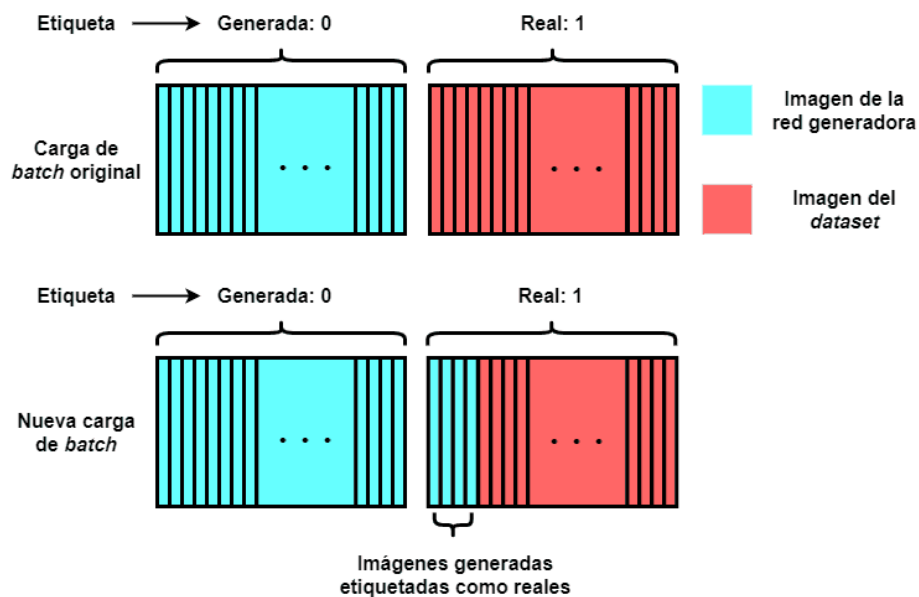 Etiqueta
Generada: 0
Real: 1
Carga de
batch original
. . .
. . .
Imagen de la
red generadora
Imagen del
dataset
Etiqueta
Generada: 0
Real: 1
Nueva carga
de batch
. . .
. . .
Imágenes generadas
etiquetadas como reales